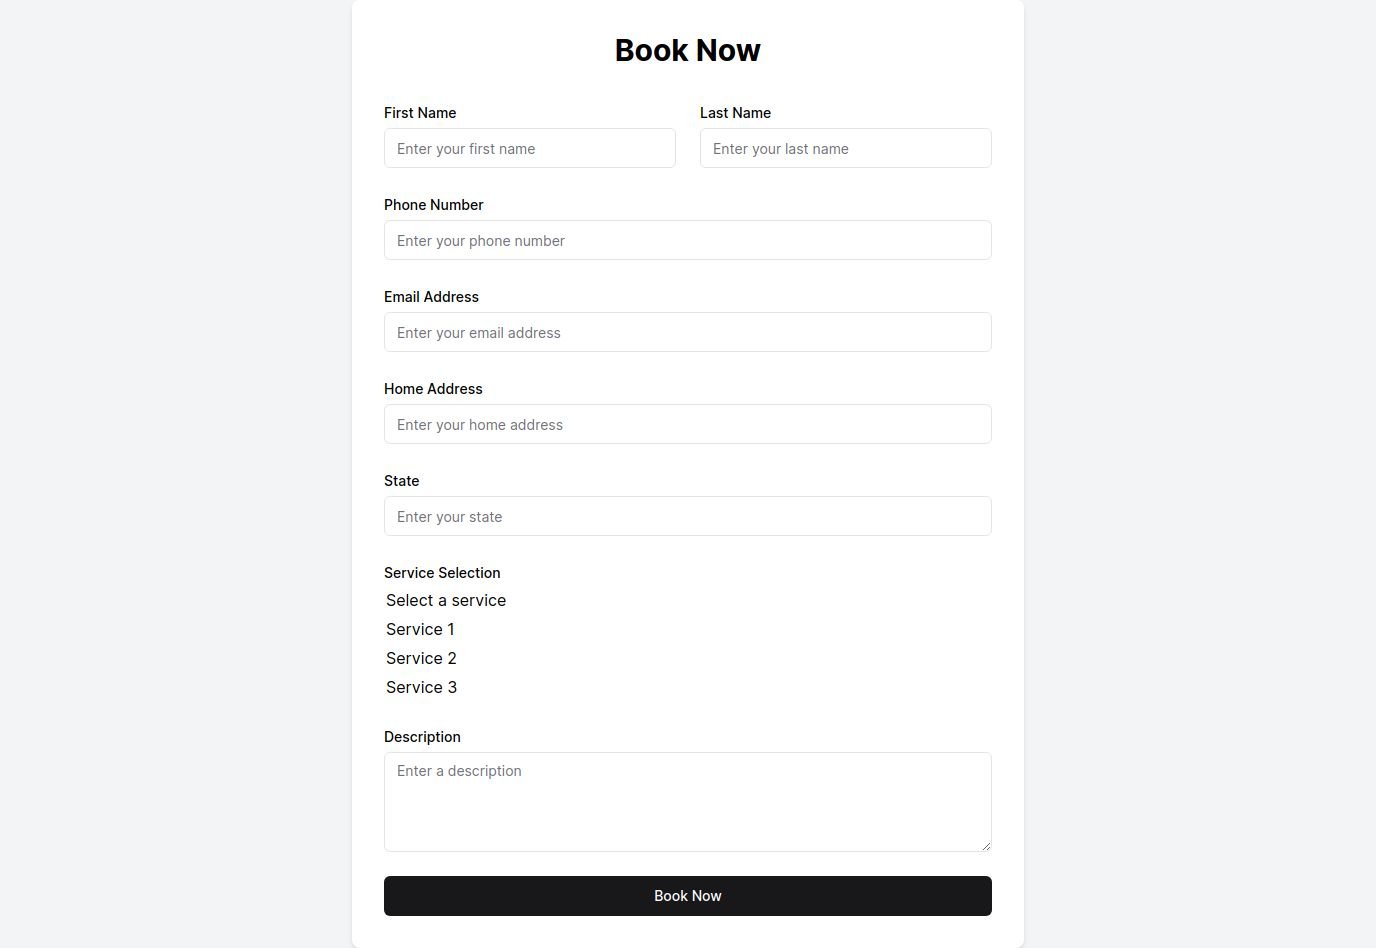 Book Now
First Name
Last Name
Enter your first name
Enter your last name
Phone Number
Enter your phone number
Email Address
Enter your email address
Home Address
Enter your home address
State
Enter your state
Service Selection
Select a service
Service 1
Service 2
Service 3
Description
Enter a description
Book Now